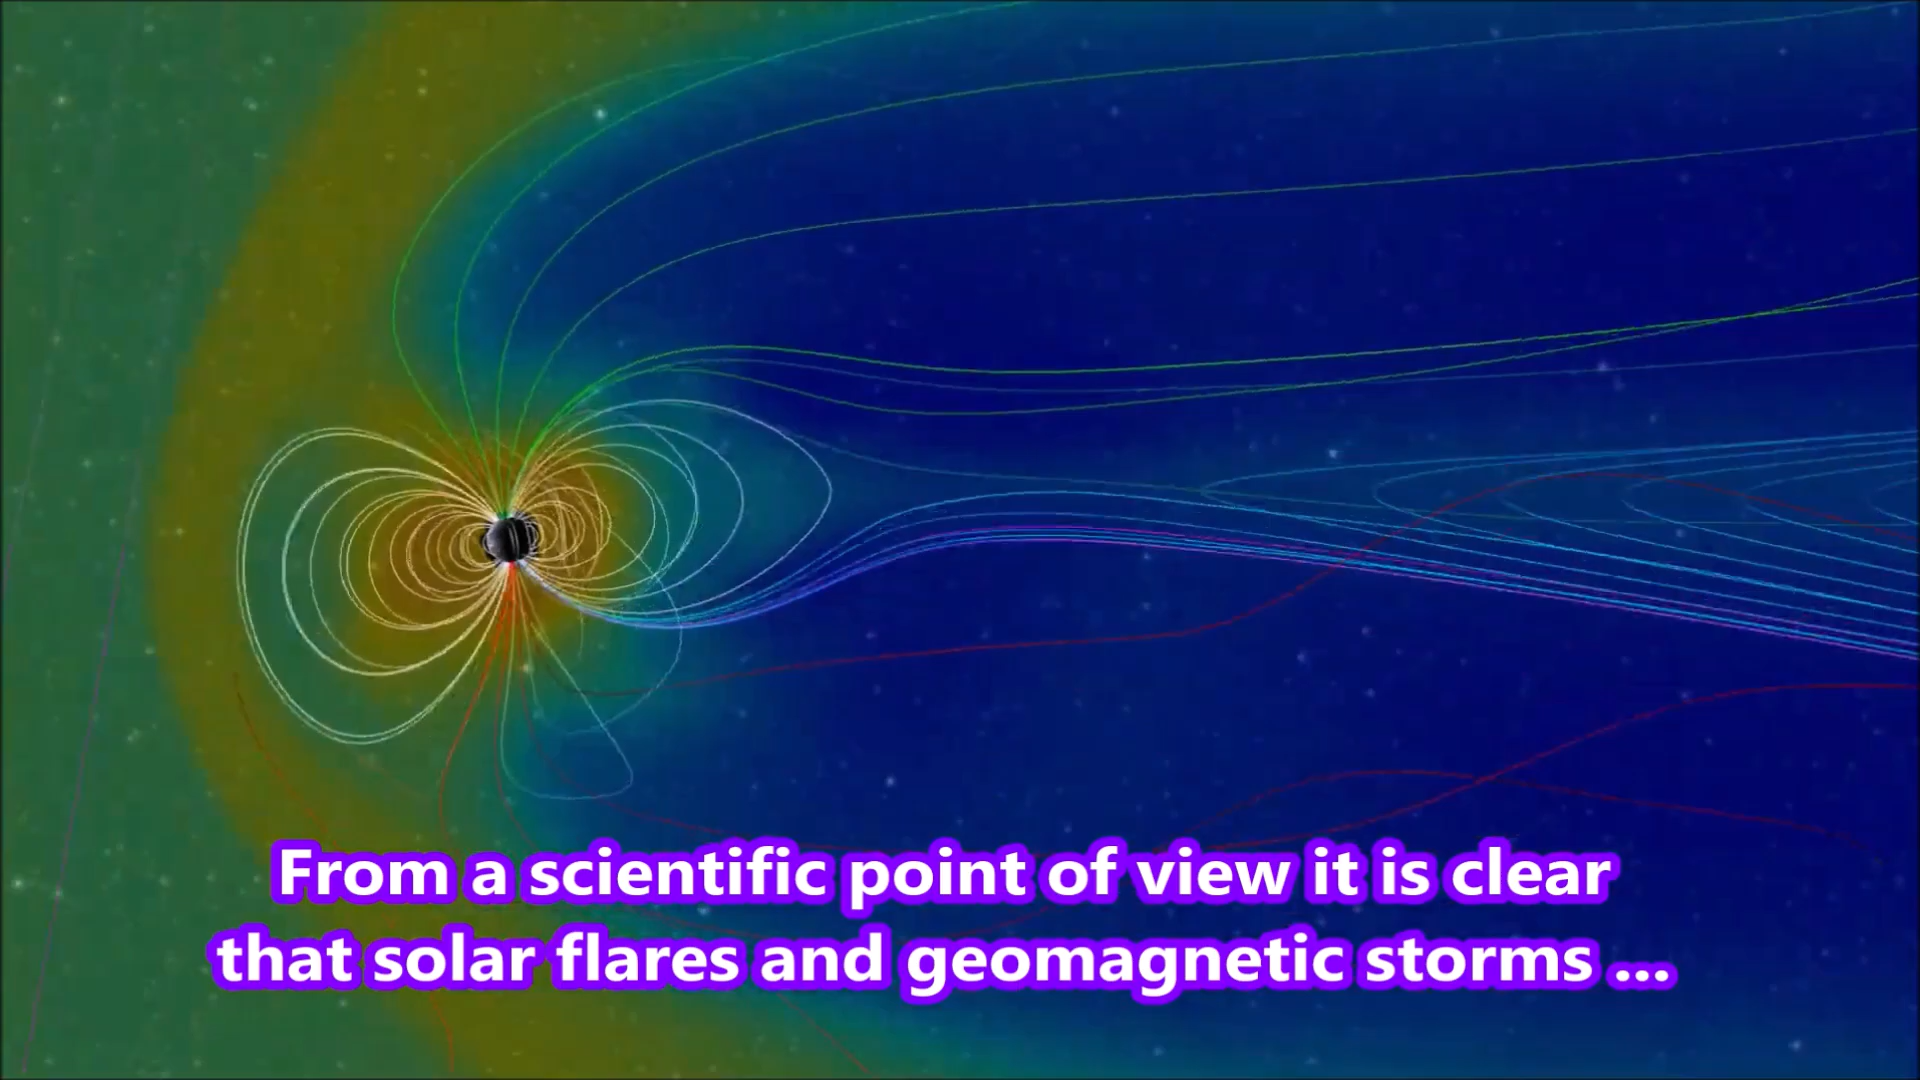 From a scientific point of view it is clear
that solar flares and geomagnetic storms ...